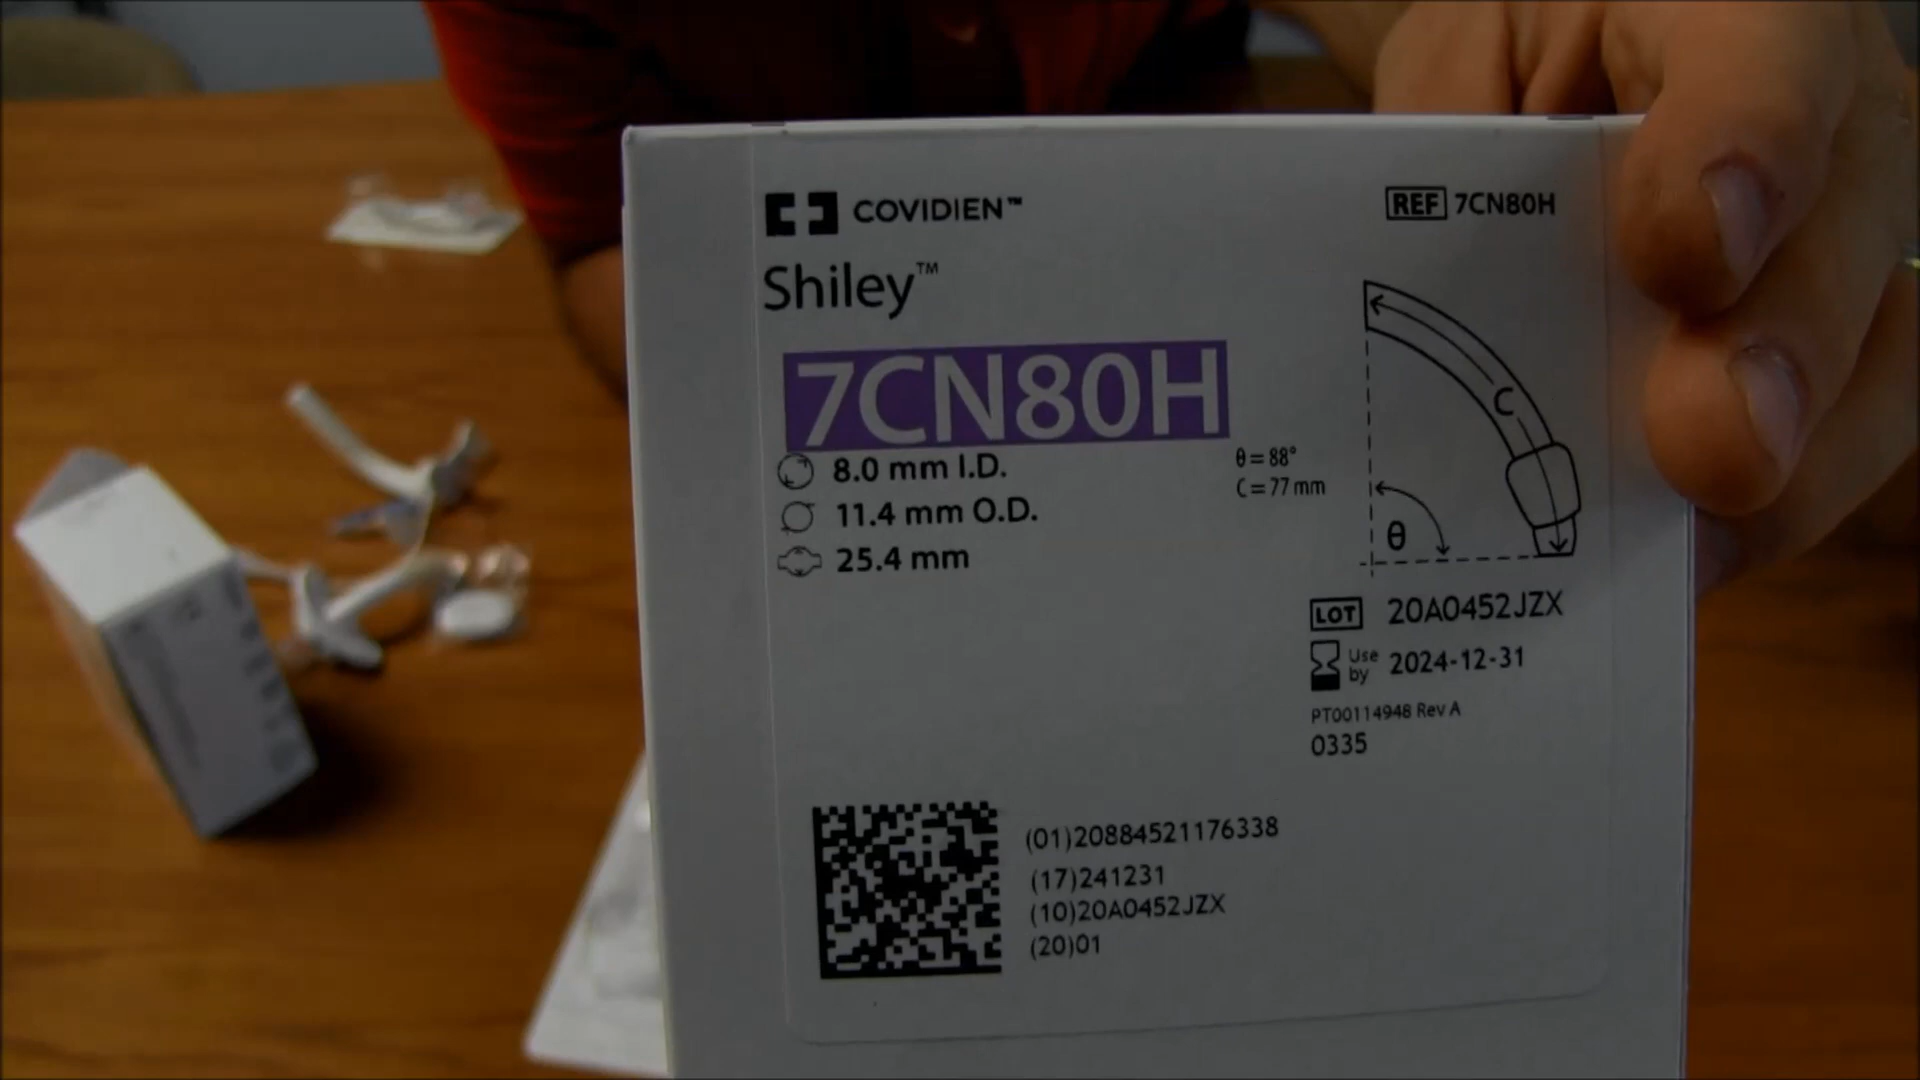 COVIDIEN™
REF 7CN80H
Shiley™
7CN80H
8.0 mm I.D.
11.4 mm O.D.
25.4 mm
θ = 88°
C = 77 mm
C
θ
LOT 20A0452JZX
Use by 2024-12-31
PT00114948 Rev A
0335
(01)20884521176338
(17)241231
(10)20A0452JZX
(20)01